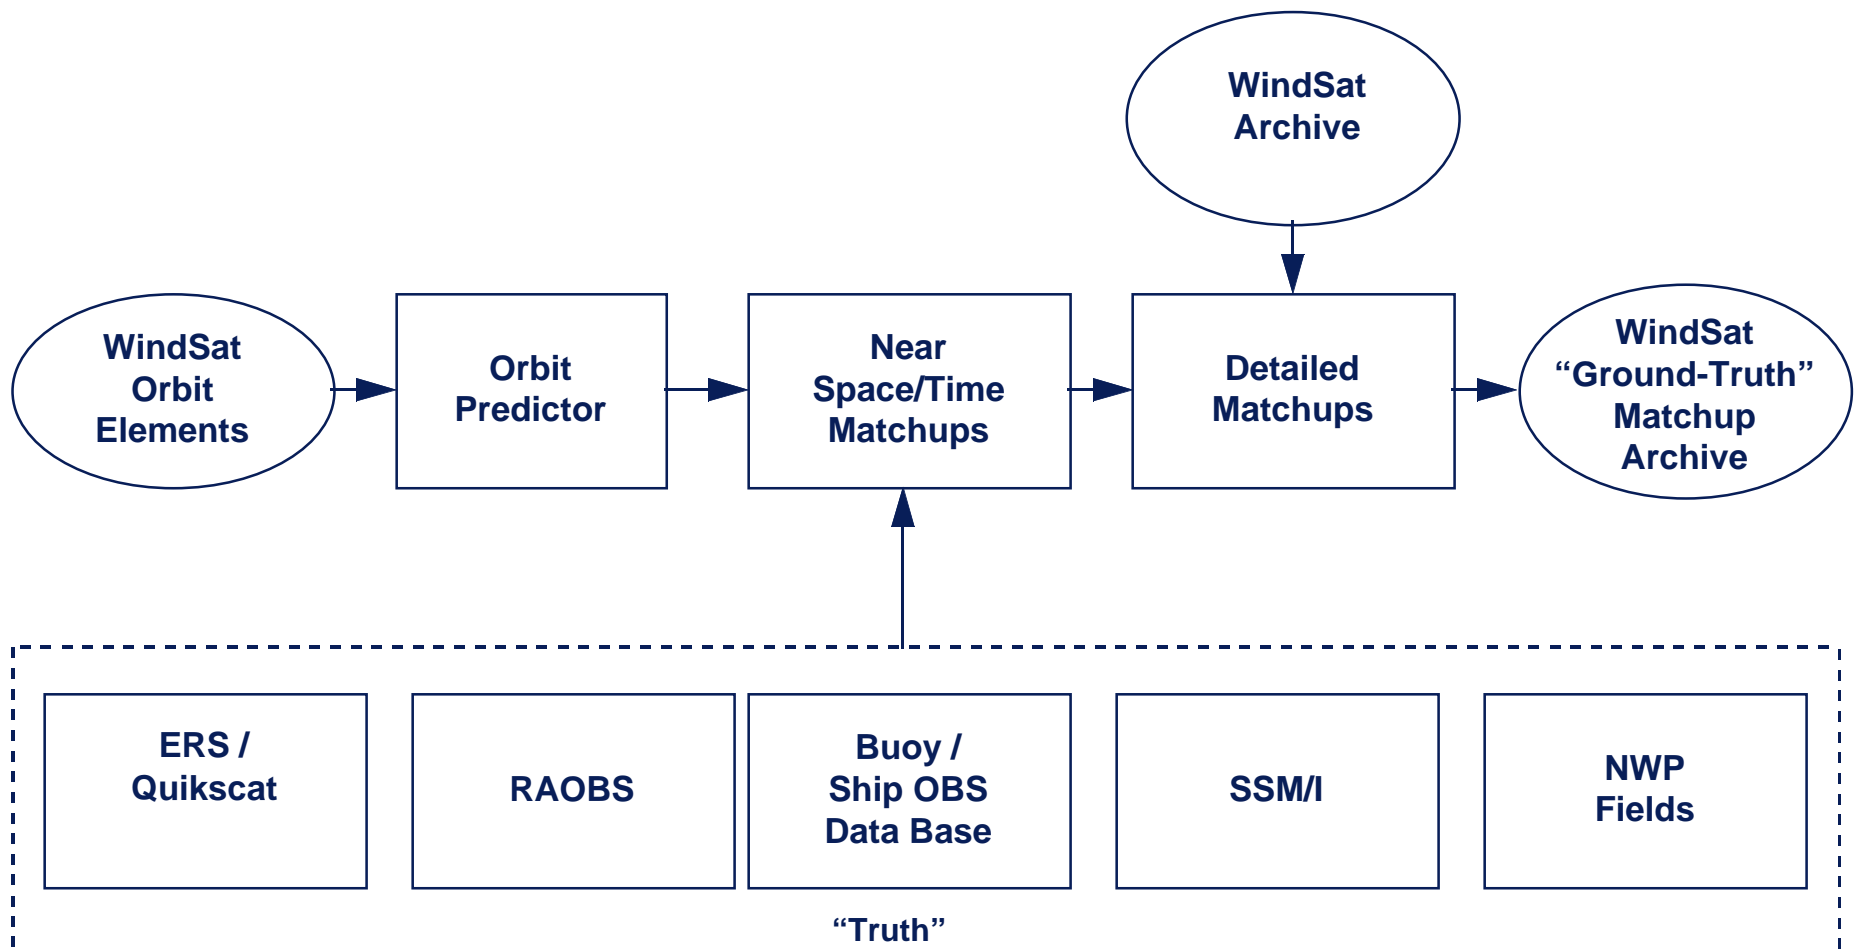 WindSat
Archive
WindSat
Orbit
Elements
Orbit
Predictor
Near
Space/Time
Matchups
Detailed
Matchups
WindSat
“Ground-Truth”
Matchup
Archive
ERS /
Quikscat
RAOBS
Buoy /
Ship OBS
Data Base
SSM/I
NWP
Fields
“Truth”